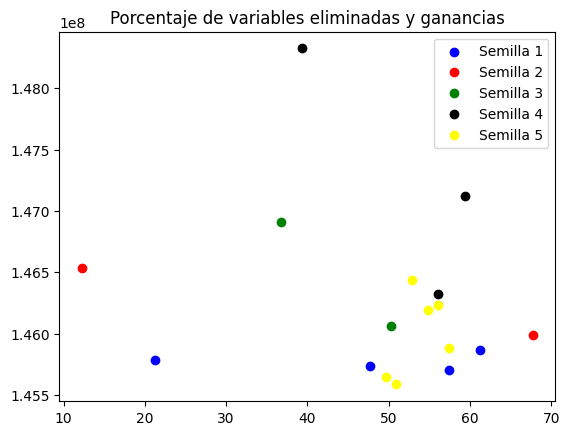 Porcentaje de variables eliminadas y ganancias
1e8
Semilla 1
Semilla 2
Semilla 3
Semilla 4
Semilla 5
1.480
1.475
1.470
1.465
1.460
1.455
10 20 30 40 50 60 70